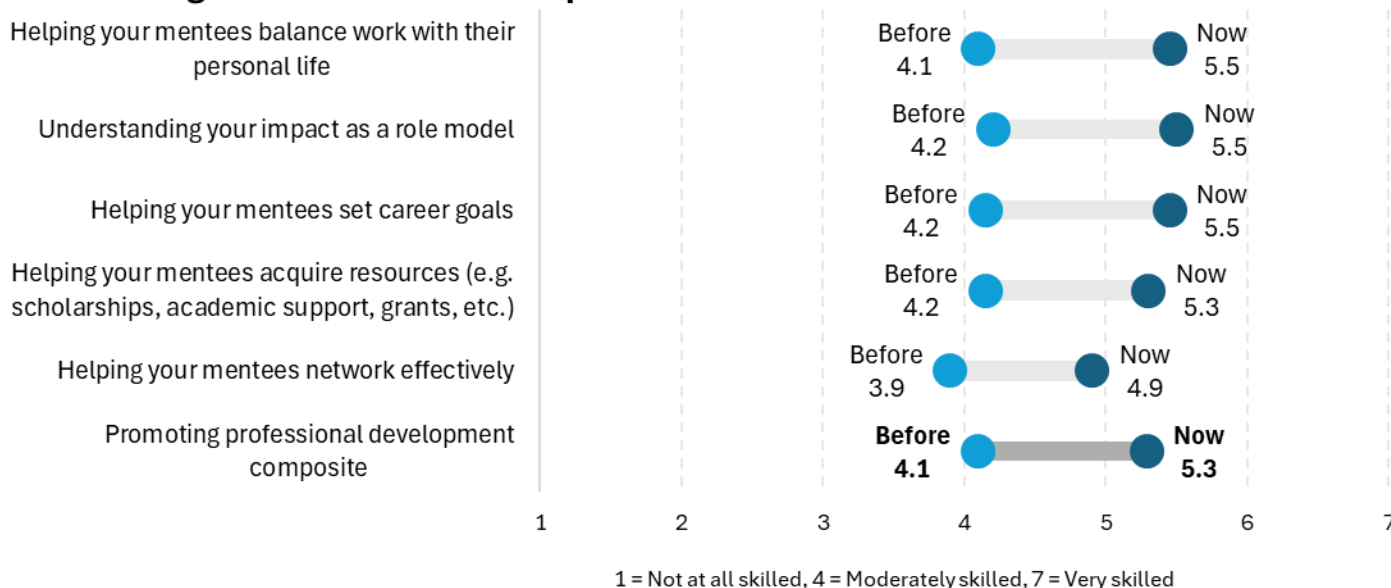 Helping your mentees balance work with their
personal life
Before
4.1
Now
5.5
Understanding your impact as a role model
Before
4.2
Now
5.5
Helping your mentees set career goals
Before
4.2
Now
5.5
Helping your mentees acquire resources (e.g.
scholarships, academic support, grants, etc.)
Before
4.2
Now
5.3
Helping your mentees network effectively
Before
3.9
Now
4.9
Promoting professional development
composite
Before
4.1
Now
5.3
1 2 3 4 5 6 7
1 = Not at all skilled, 4 = Moderately skilled, 7 = Very skilled